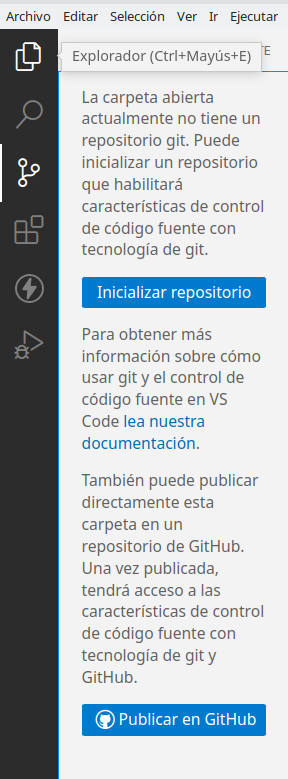 Archivo Editar Selección Ver Ir Ejecutar
Explorador (Ctrl+Mayús+E)
La carpeta abierta
actualmente no tiene un
repositorio git. Puede
inicializar un repositorio
que habilitará
características de control
de código fuente con
tecnología de git.
Inicializar repositorio
Para obtener más
información sobre cómo
usar git y el control de
código fuente en VS
Code lea nuestra
documentación.
También puede publicar
directamente esta
carpeta en un
repositorio de GitHub.
Una vez publicada,
tendrá acceso a las
características de control
de código fuente con
tecnología de git y
GitHub.
Publicar en GitHub